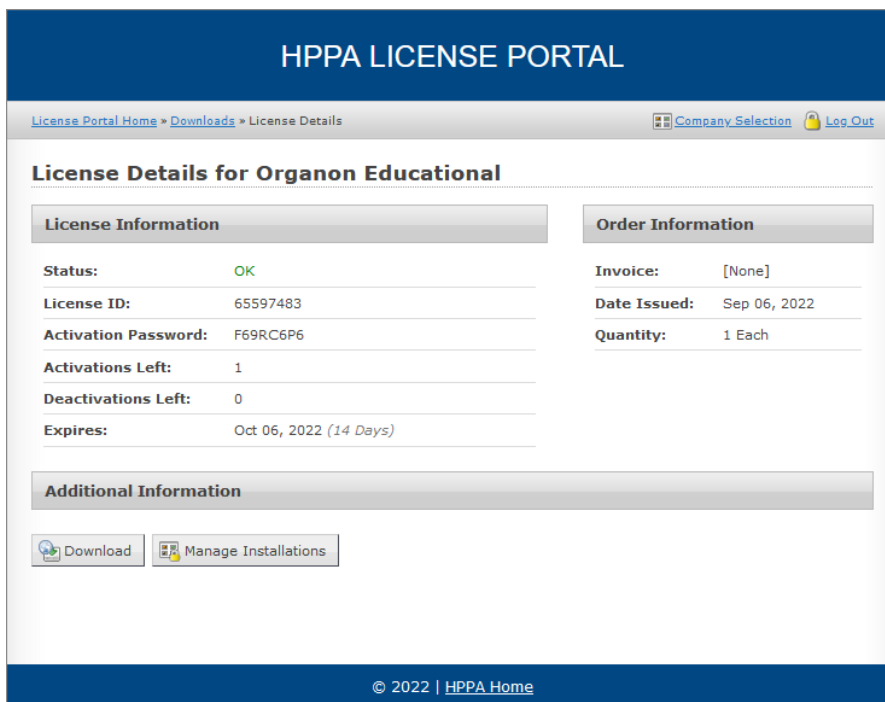 HPPA LICENSE PORTAL
License Portal Home » Downloads » License Details
Company Selection
Log Out
License Details for Organon Educational
License Information
Status: OK
License ID: 65597483
Activation Password: F69RC6P6
Activations Left: 1
Deactivations Left: 0
Expires: Oct 06, 2022 (14 Days)
Order Information
Invoice: [None]
Date Issued: Sep 06, 2022
Quantity: 1 Each
Additional Information
Download
Manage Installations
© 2022 | HPPA Home